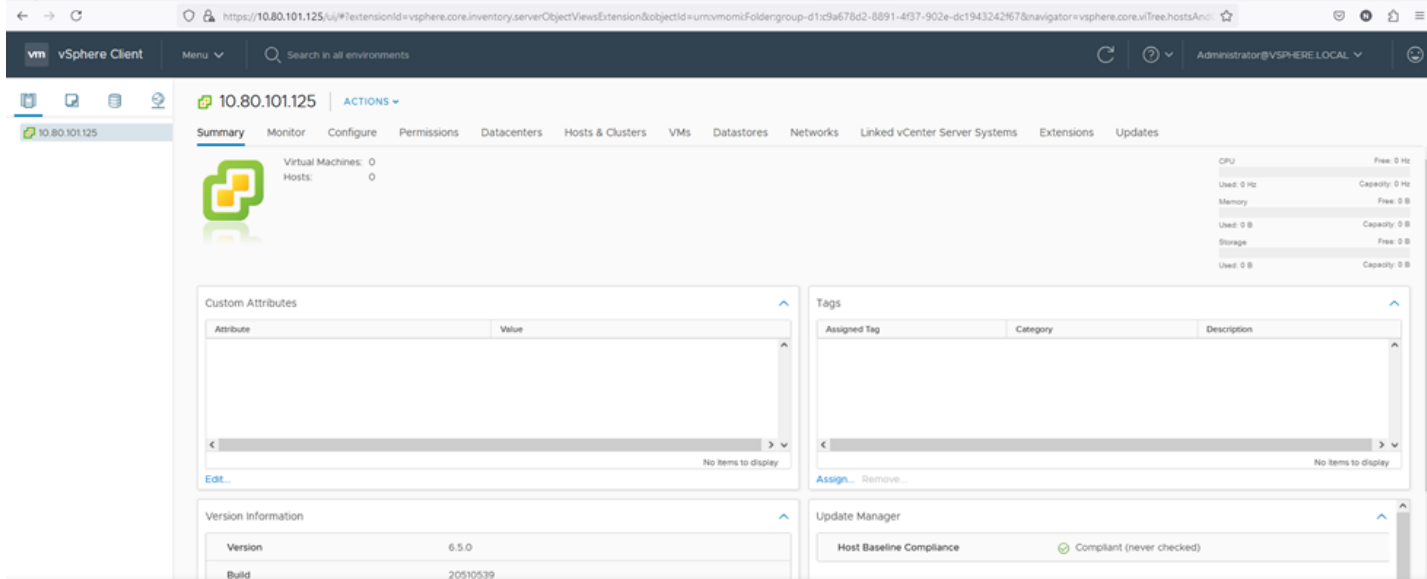 https://10.80.101.125/ui/#?extensionId=vsphere.core.inventory.serverObjectViewsExtension&objectId=urn:vmomi:Folder:group-d1:c9a678d2-8891-4f37-902e-dc1943242f67&navigator=vsphere.core.viTree.hostsAnd
vm vSphere Client Menu Search in all environments Administrator@VSPHERE.LOCAL
10.80.101.125 ACTIONS
10.80.101.125
Summary Monitor Configure Permissions Datacenters Hosts & Clusters VMs Datastores Networks Linked vCenter Server Systems Extensions Updates
Virtual Machines: 0
Hosts: 0
CPU Free: 0 Hz
Used: 0 Hz Capacity: 0 Hz
Memory Free: 0 B
Used: 0 B Capacity: 0 B
Storage Free: 0 B
Used: 0 B Capacity: 0 B
Custom Attributes
Attribute Value
No items to display
Edit...
Tags
Assigned Tag Category Description
No items to display
Assign... Remove...
Version Information
Version 6.5.0
Build 20510539
Update Manager
Host Baseline Compliance Compliant (never checked)